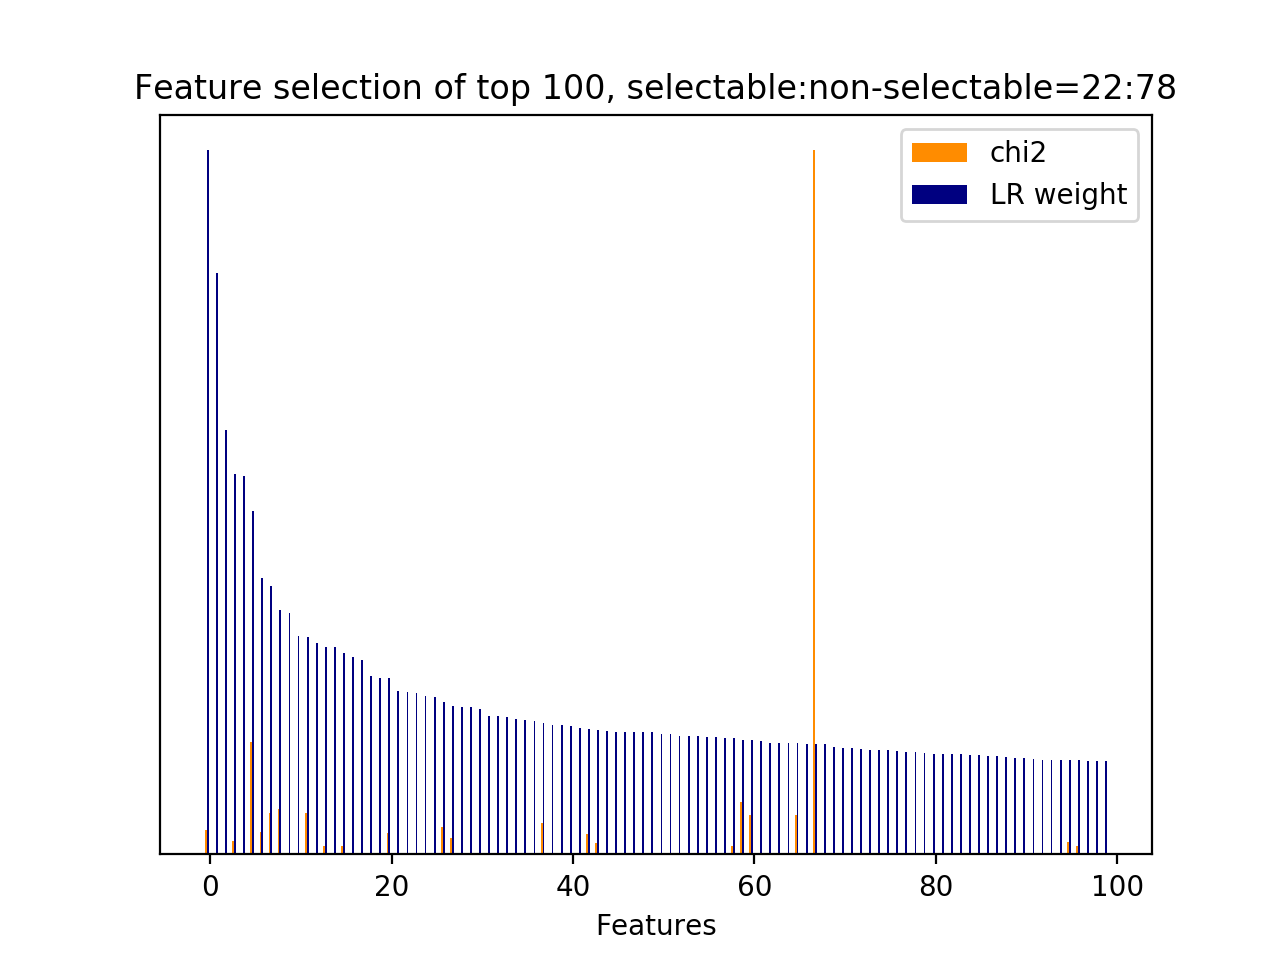 Feature selection of top 100, selectable:non-selectable=22:78
chi2
LR weight
0 20 40 60 80 100
Features